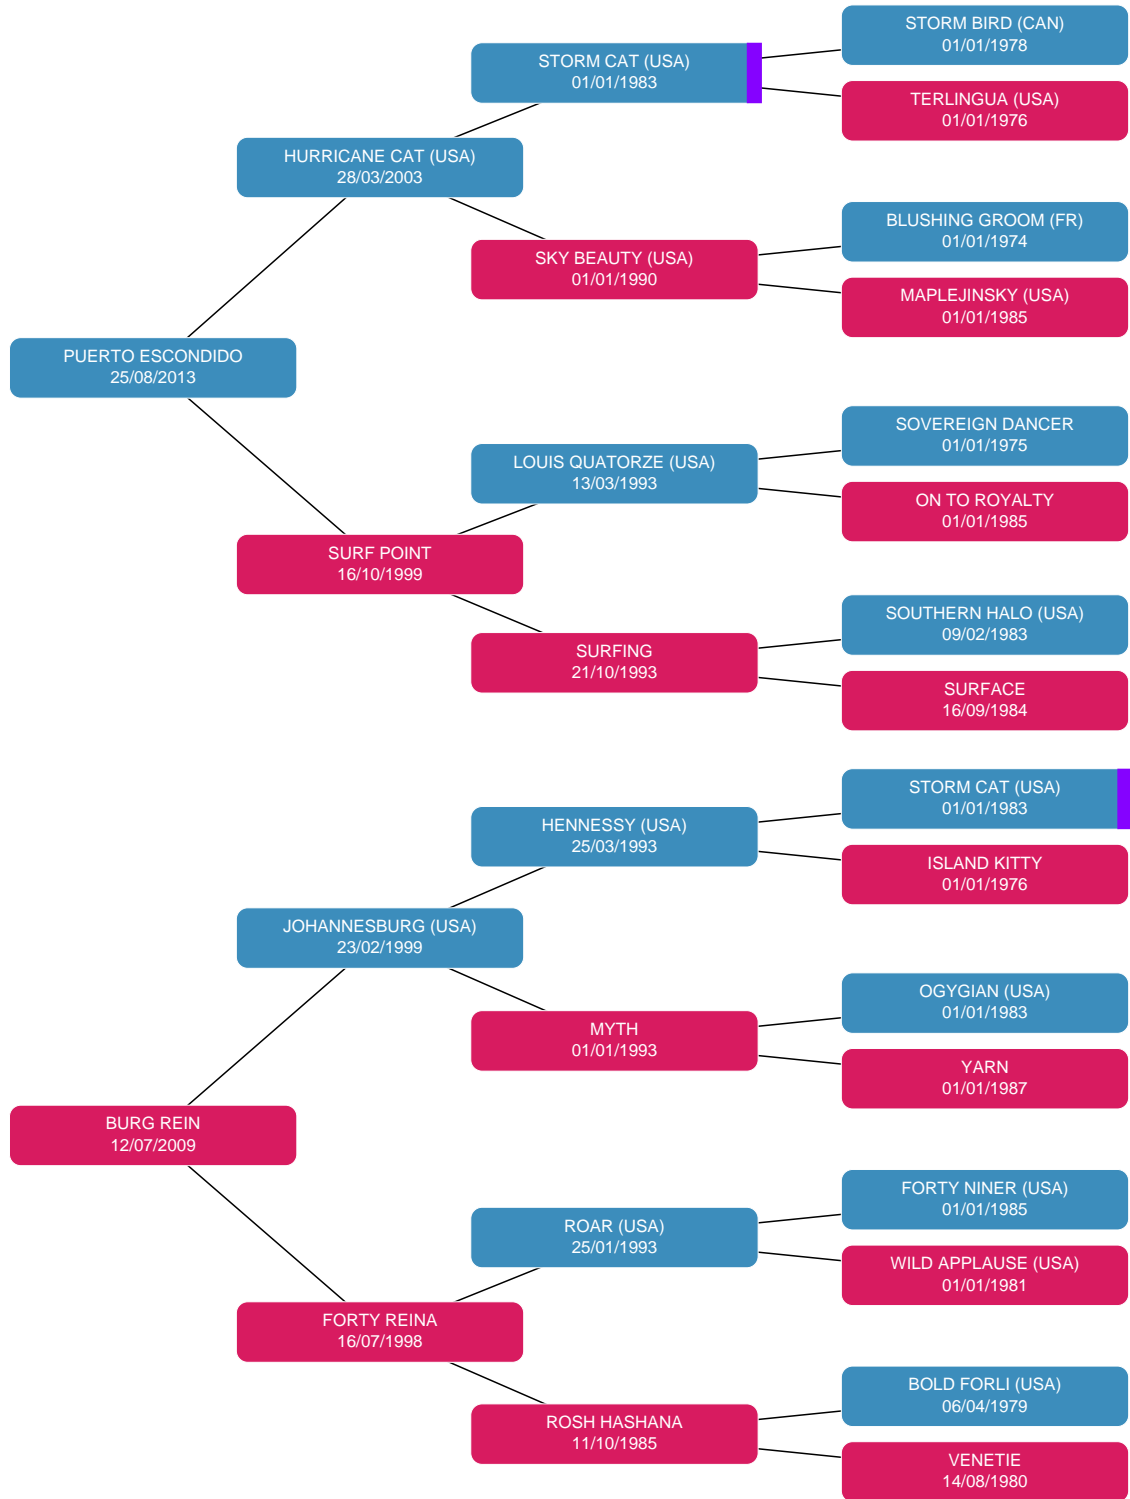 STORM BIRD (CAN)
01/01/1978
STORM CAT (USA)
01/01/1983
TERLINGUA (USA)
01/01/1976
HURRICANE CAT (USA)
28/03/2003
BLUSHING GROOM (FR)
01/01/1974
SKY BEAUTY (USA)
01/01/1990
MAPLEJINSKY (USA)
01/01/1985
PUERTO ESCONDIDO
25/08/2013
SOVEREIGN DANCER
01/01/1975
LOUIS QUATORZE (USA)
13/03/1993
ON TO ROYALTY
01/01/1985
SURF POINT
16/10/1999
SOUTHERN HALO (USA)
09/02/1983
SURFING
21/10/1993
SURFACE
16/09/1984
STORM CAT (USA)
01/01/1983
HENNESSY (USA)
25/03/1993
ISLAND KITTY
01/01/1976
JOHANNESBURG (USA)
23/02/1999
OGYGIAN (USA)
01/01/1983
MYTH
01/01/1993
YARN
01/01/1987
BURG REIN
12/07/2009
FORTY NINER (USA)
01/01/1985
ROAR (USA)
25/01/1993
WILD APPLAUSE (USA)
01/01/1981
FORTY REINA
16/07/1998
BOLD FORLI (USA)
06/04/1979
ROSH HASHANA
11/10/1985
VENETIE
14/08/1980